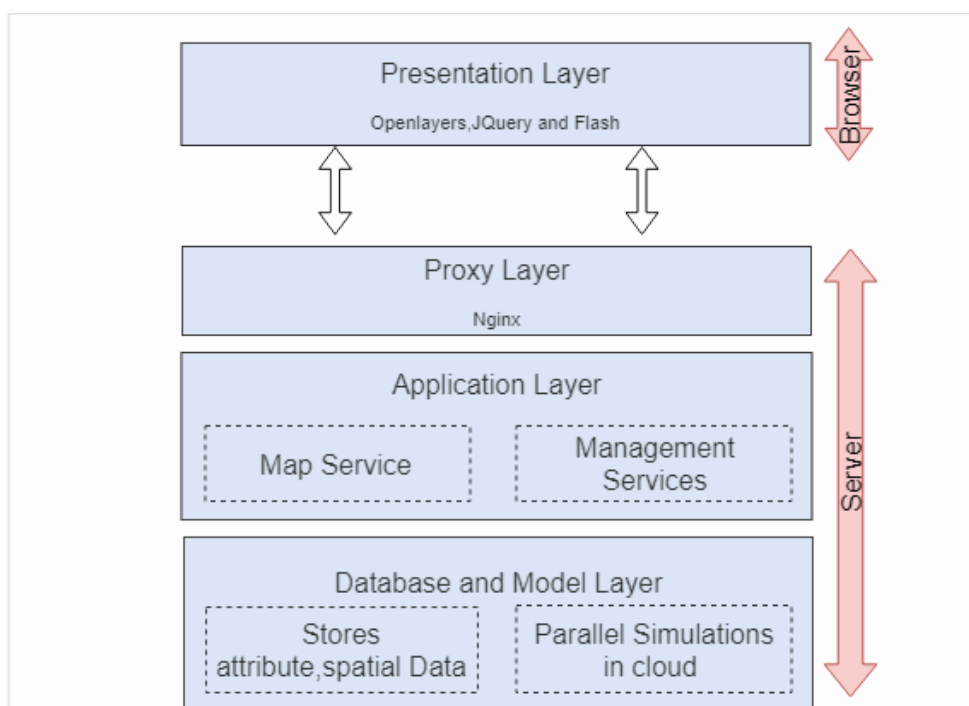 Presentation Layer
Openlayers,JQuery and Flash
Browser
Proxy Layer
Nginx
Application Layer
Map Service
Management
Services
Server
Database and Model Layer
Stores
attribute,spatial Data
Parallel Simulations
in cloud